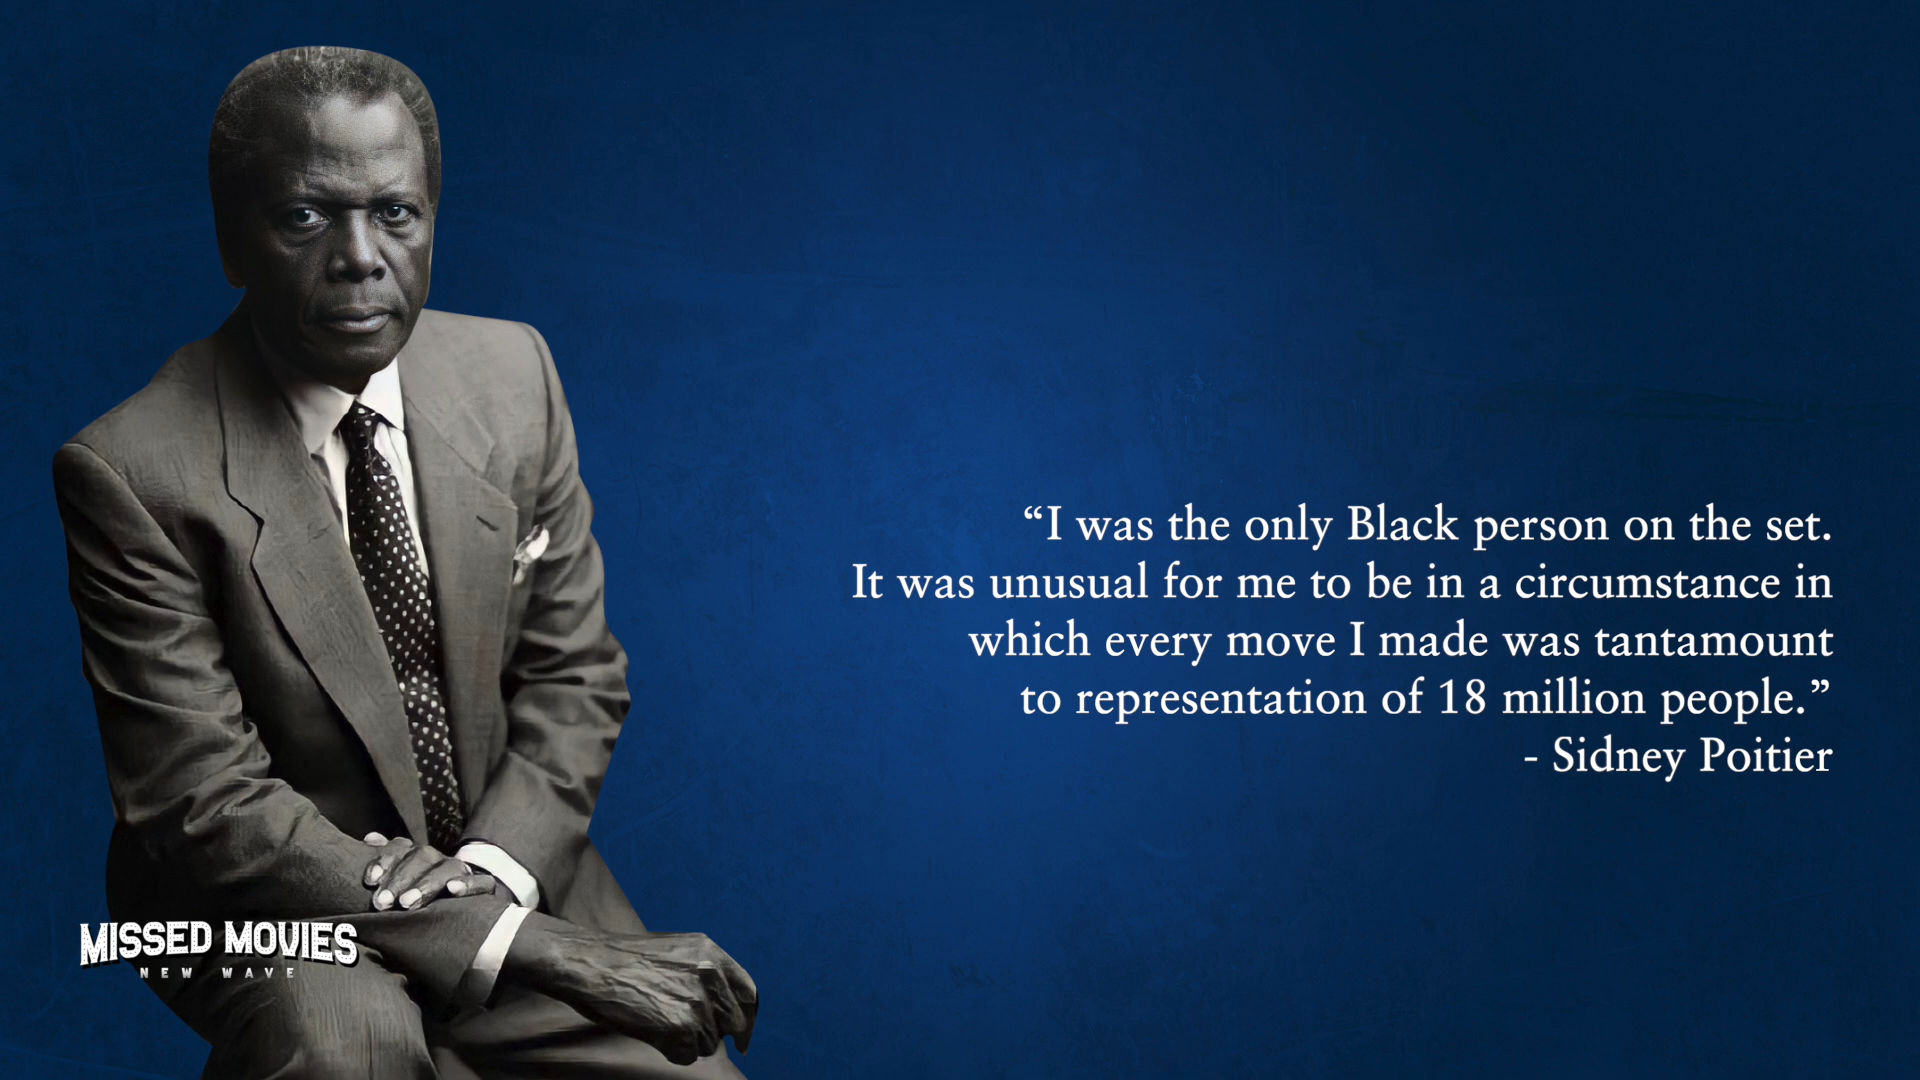 “I was the only Black person on the set.
It was unusual for me to be in a circumstance in
which every move I made was tantamount
to representation of 18 million people.”
- Sidney Poitier
MISSED MOVIES
NEW WAVE